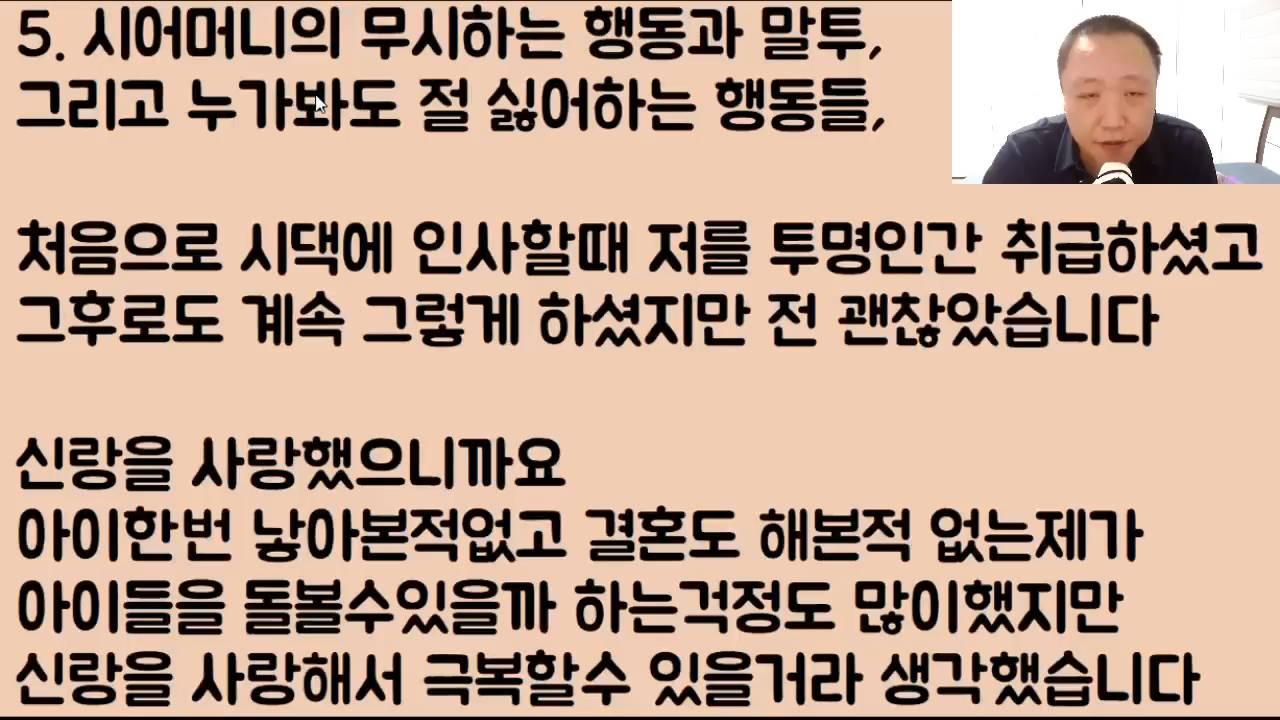 5. 시어머니의 무시하는 행동과 말투,
그리고 누가봐도 절 싫어하는 행동들,
처음으로 시댁에 인사할때 저를 투명인간 취급하셨고
그후로도 계속 그렇게 하셨지만 전 괜찮았습니다
신랑을 사랑했으니까요
아이한번 낳아본적없고 결혼도 해본적 없는제가
아이들을 돌볼수있을까 하는걱정도 많이했지만
신랑을 사랑해서 극복할수 있을거라 생각했습니다